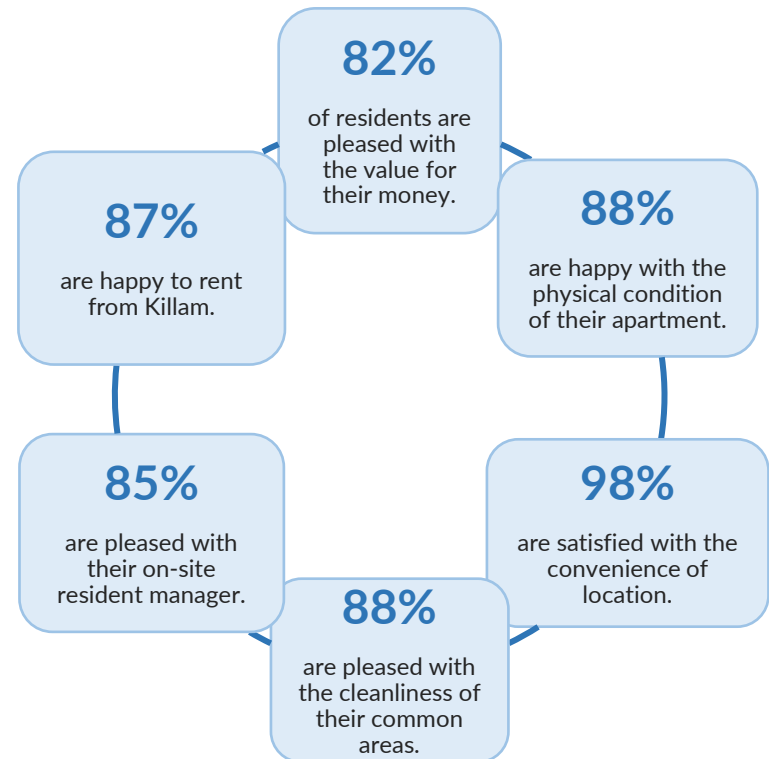 82%
of residents are
pleased with
the value for
their money.
88%
are happy with the
physical condition
of their apartment.
98%
are satisfied with the
convenience of
location.
88%
are pleased with
the cleanliness of
their common
areas.
85%
are pleased with
their on-site
resident manager.
87%
are happy to rent
from Killam.